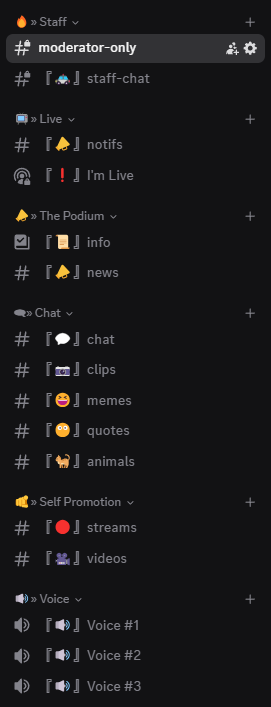 🔥 » Staff
moderator-only
『🧙』 staff-chat
📺 » Live
『📣』 notifs
『❗』 I'm Live
📣 » The Podium
『📜』 info
『📣』 news
🗨 » Chat
『💬』 chat
『📷』 clips
『😆』 memes
『😶』 quotes
『🐈』 animals
🤜 » Self Promotion
『🔴』 streams
『🎥』 videos
🔊 » Voice
『🔊』 Voice #1
『🔊』 Voice #2
『🔊』 Voice #3